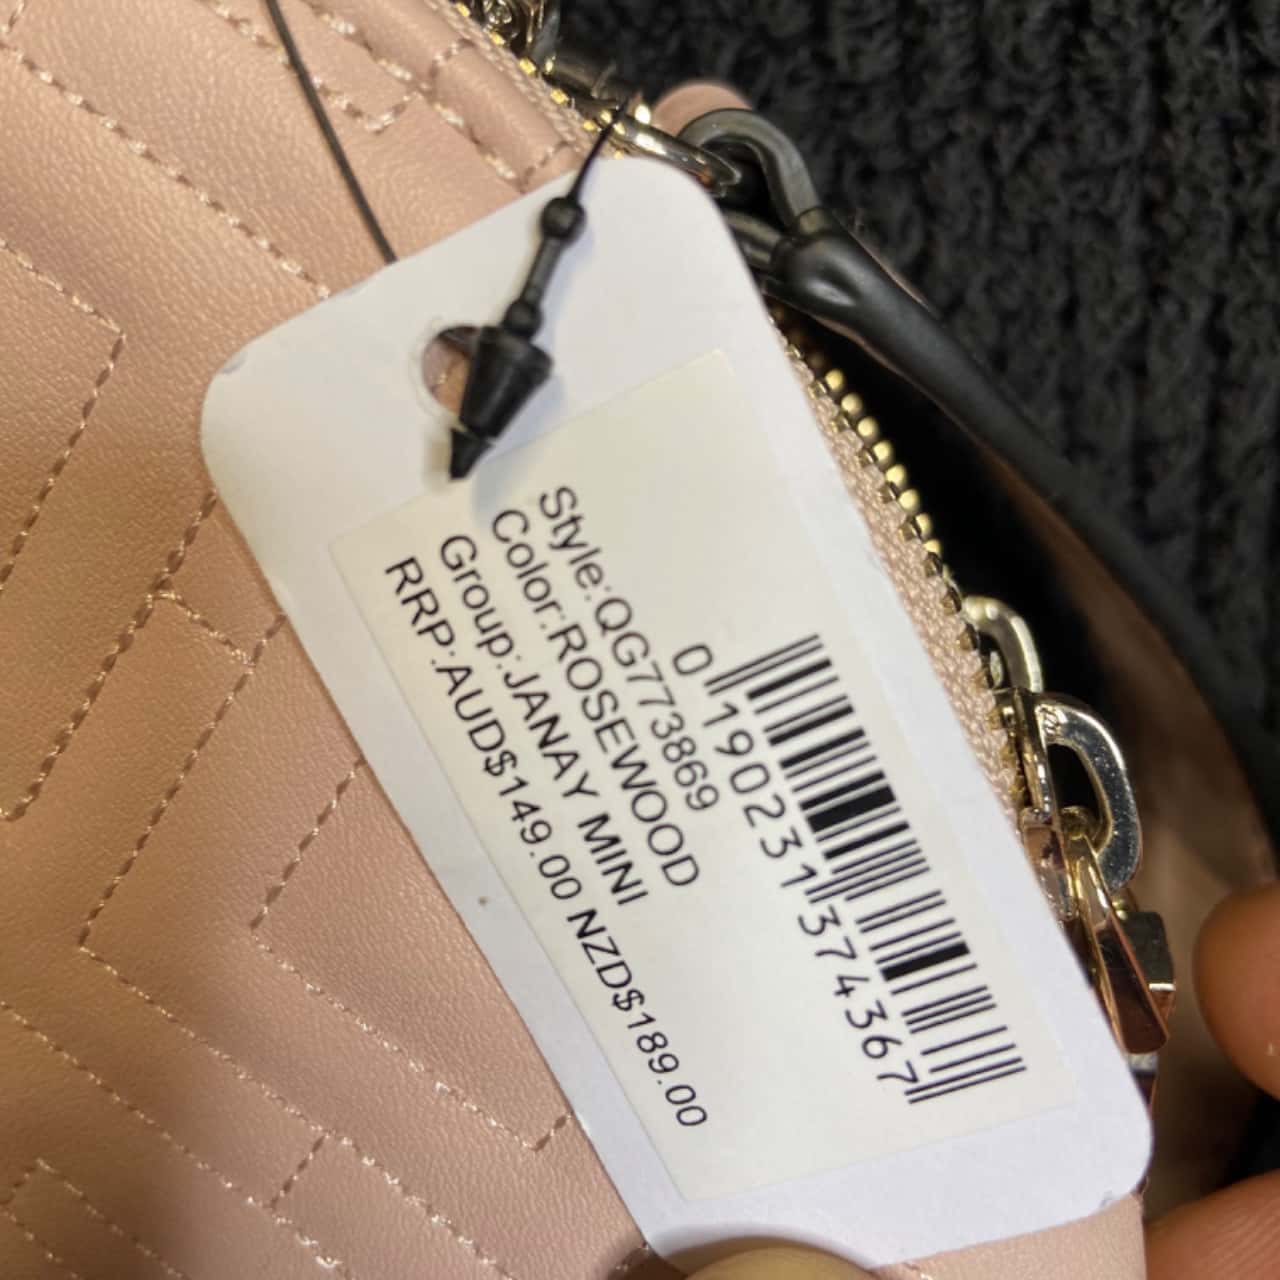 0 190231 374367
Style:QG773869
Color:ROSEWOOD
Group:JANAY MINI
RRP:AUD$149.00 NZD$189.00